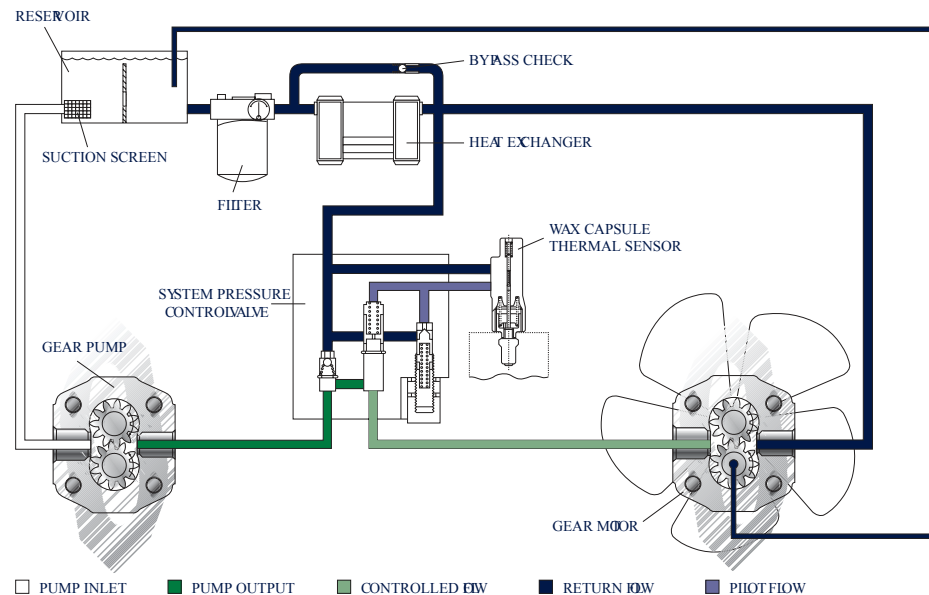 RESERVOIR
BYPASS CHECK
SUCTION SCREEN
HEAT EXCHANGER
FILTER
WAX CAPSULE
THERMAL SENSOR
SYSTEM PRESSURE
CONTROL VALVE
GEAR PUMP
GEAR MOTOR
PUMP INLET
PUMP OUTPUT
CONTROLLED FLOW
RETURN FLOW
PILOT FLOW